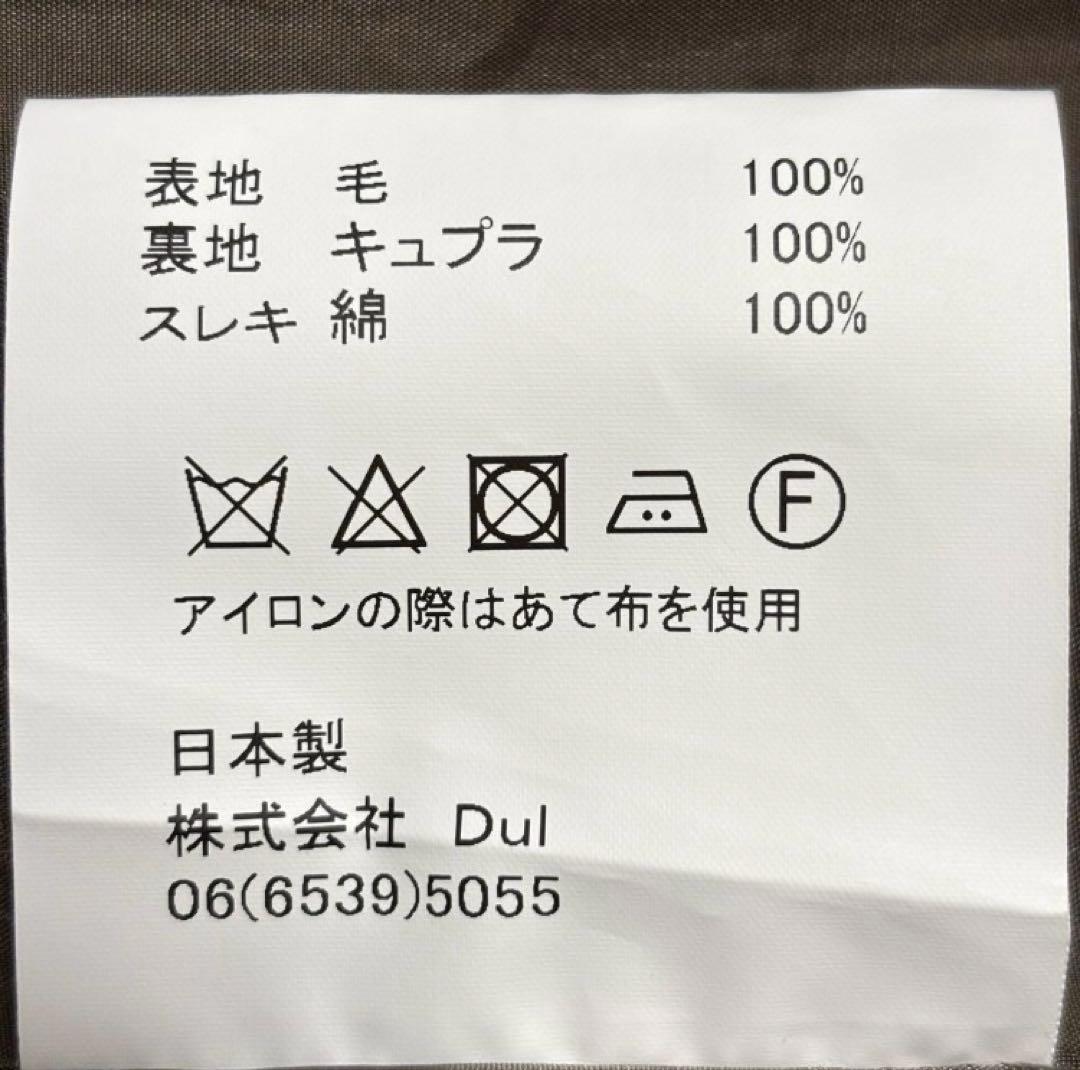 表地 毛 100%
裏地 キュプラ 100%
スレキ 綿 100%
F
アイロンの際はあて布を使用
日本製
株式会社 Dul
06(6539)5055